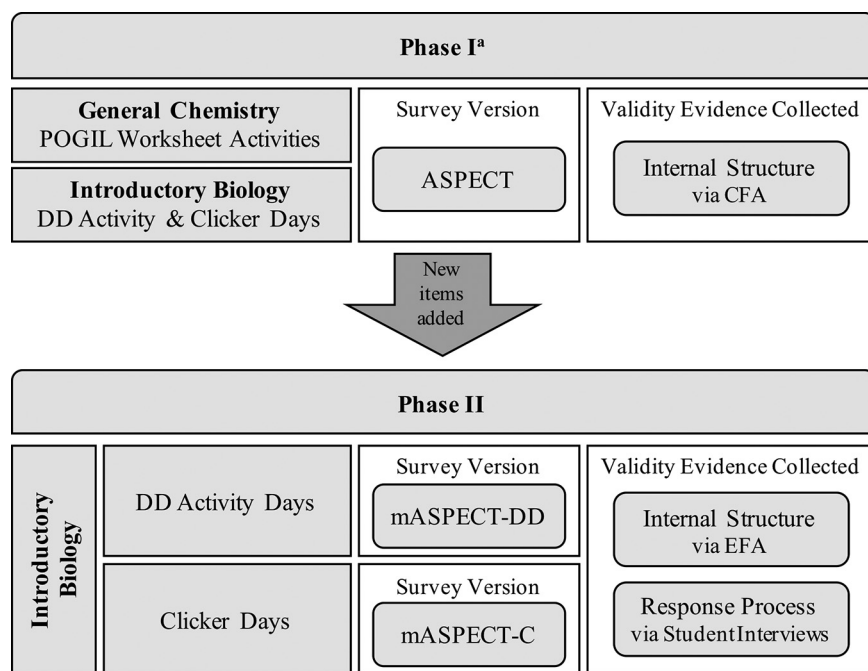 Phase Iª
General Chemistry
POGIL Worksheet Activities
Introductory Biology
DD Activity & Clicker Days
Survey Version
ASPECT
Validity Evidence Collected
Internal Structure
via CFA
New
items
added
Phase II
Introductory
Biology
DD Activity Days
Clicker Days
Survey Version
mASPECT-DD
Survey Version
mASPECT-C
Validity Evidence Collected
Internal Structure
via EFA
Response Process
via Student Interviews